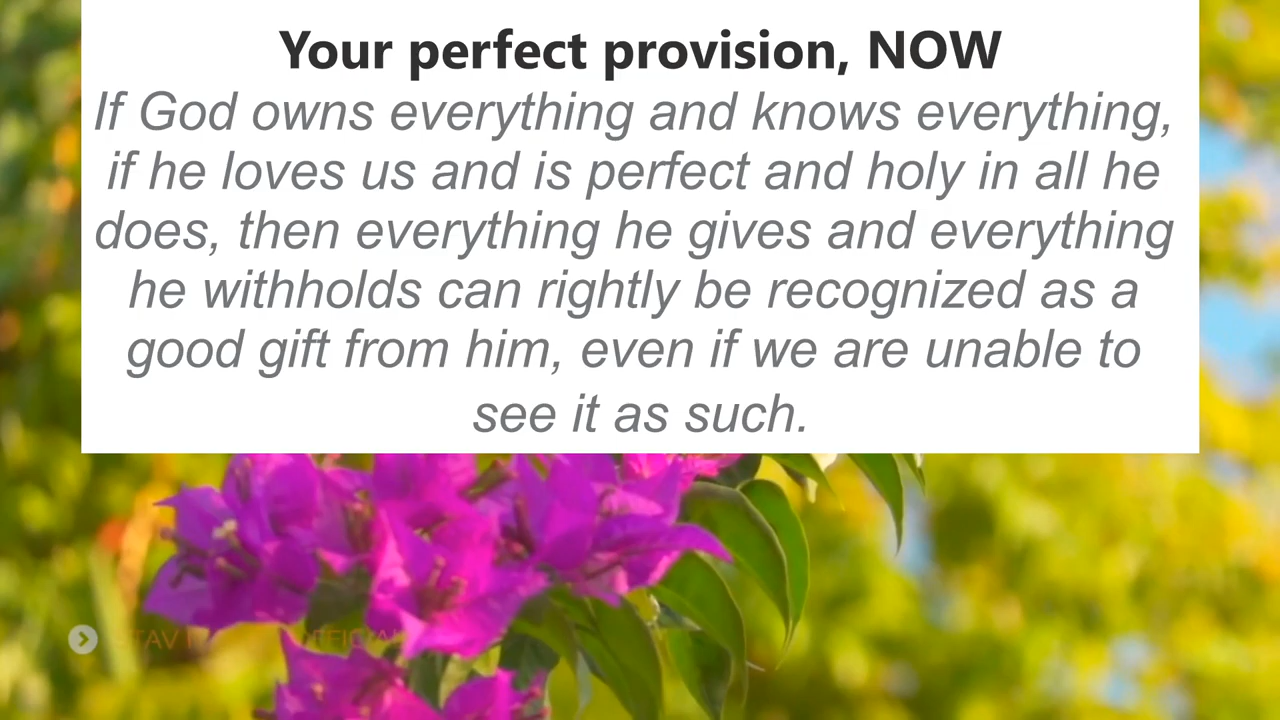 Your perfect provision, NOW
If God owns everything and knows everything,
if he loves us and is perfect and holy in all he
does, then everything he gives and everything
he withholds can rightly be recognized as a
good gift from him, even if we are unable to
see it as such.